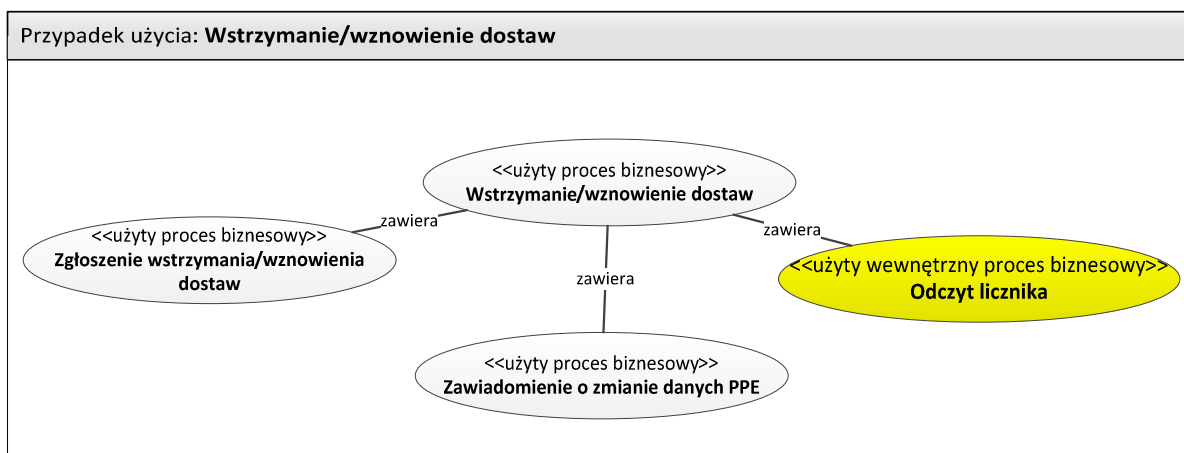 Przypadek użycia: Wstrzymanie/wznowienie dostaw
<<użyty proces biznesowy>>
Wstrzymanie/wznowienie dostaw
zawiera
zawiera
<<użyty proces biznesowy>>
Zgłoszenie wstrzymania/wznowienia
dostaw
<<użyty wewnętrzny proces biznesowy>>
Odczyt licznika
zawiera
<<użyty proces biznesowy>>
Zawiadomienie o zmianie danych PPE